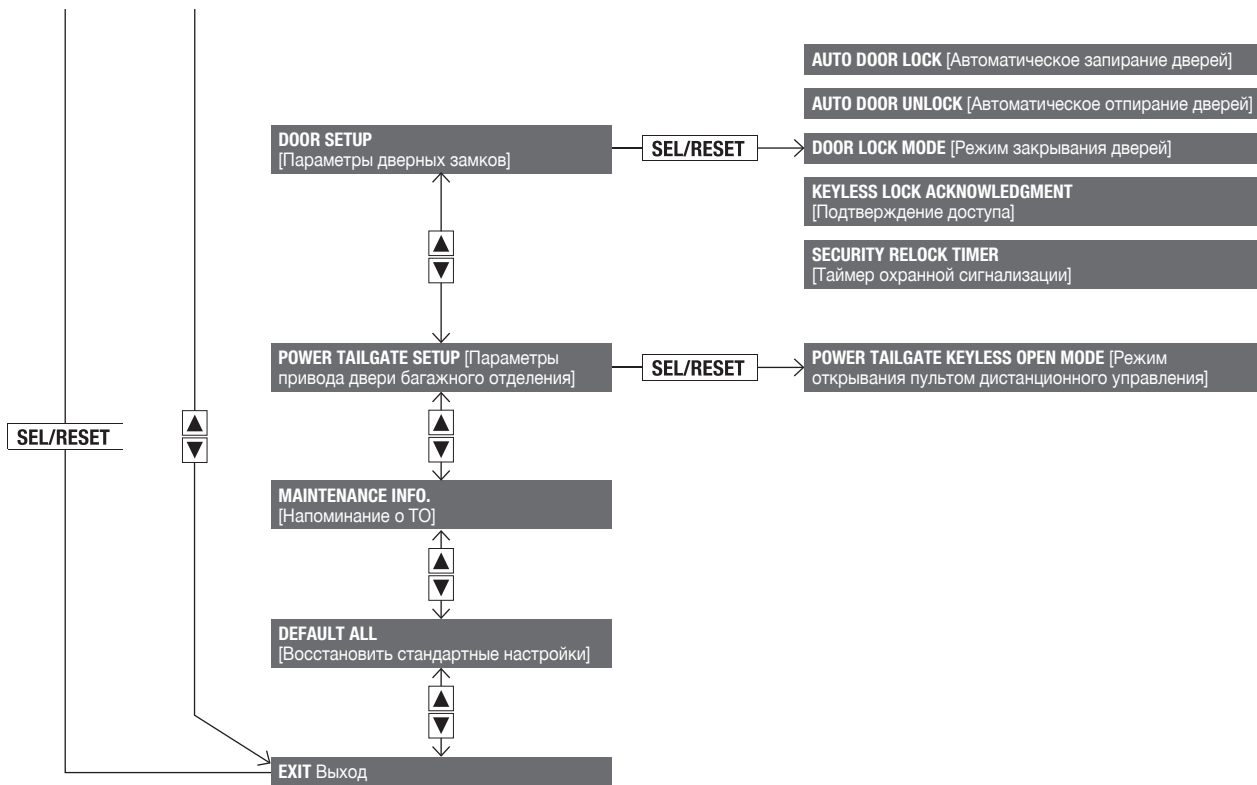 AUTO DOOR LOCK [Автоматическое запирание дверей]
AUTO DOOR UNLOCK [Автоматическое отпирание дверей]
DOOR SETUP
[Параметры дверных замков]
SEL/RESET
DOOR LOCK MODE [Режим закрывания дверей]
KEYLESS LOCK ACKNOWLEDGMENT
[Подтверждение доступа]
SECURITY RELOCK TIMER
[Таймер охранной сигнализации]
POWER TAILGATE SETUP [Параметры
привода двери багажного отделения]
SEL/RESET
POWER TAILGATE KEYLESS OPEN MODE [Режим
открывания пультом дистанционного управления]
SEL/RESET
MAINTENANCE INFO.
[Напоминание о ТО]
DEFAULT ALL
[Восстановить стандартные настройки]
EXIT Выход